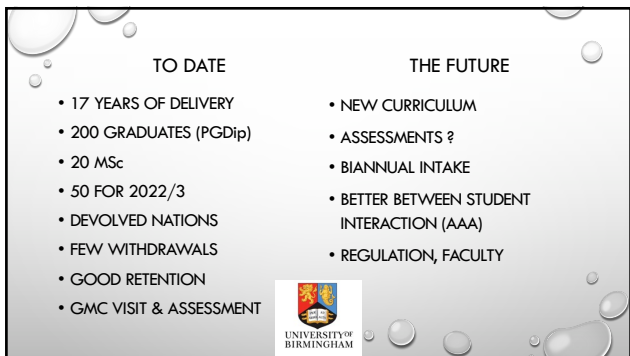 TO DATE
• 17 YEARS OF DELIVERY
• 200 GRADUATES (PGDip)
• 20 MSc
• 50 FOR 2022/3
• DEVOLVED NATIONS
• FEW WITHDRAWALS
• GOOD RETENTION
• GMC VISIT & ASSESSMENT
THE FUTURE
• NEW CURRICULUM
• ASSESSMENTS ?
• BIANNUAL INTAKE
• BETTER BETWEEN STUDENT
INTERACTION (AAA)
• REGULATION, FACULTY
UNIVERSITY OF
BIRMINGHAM